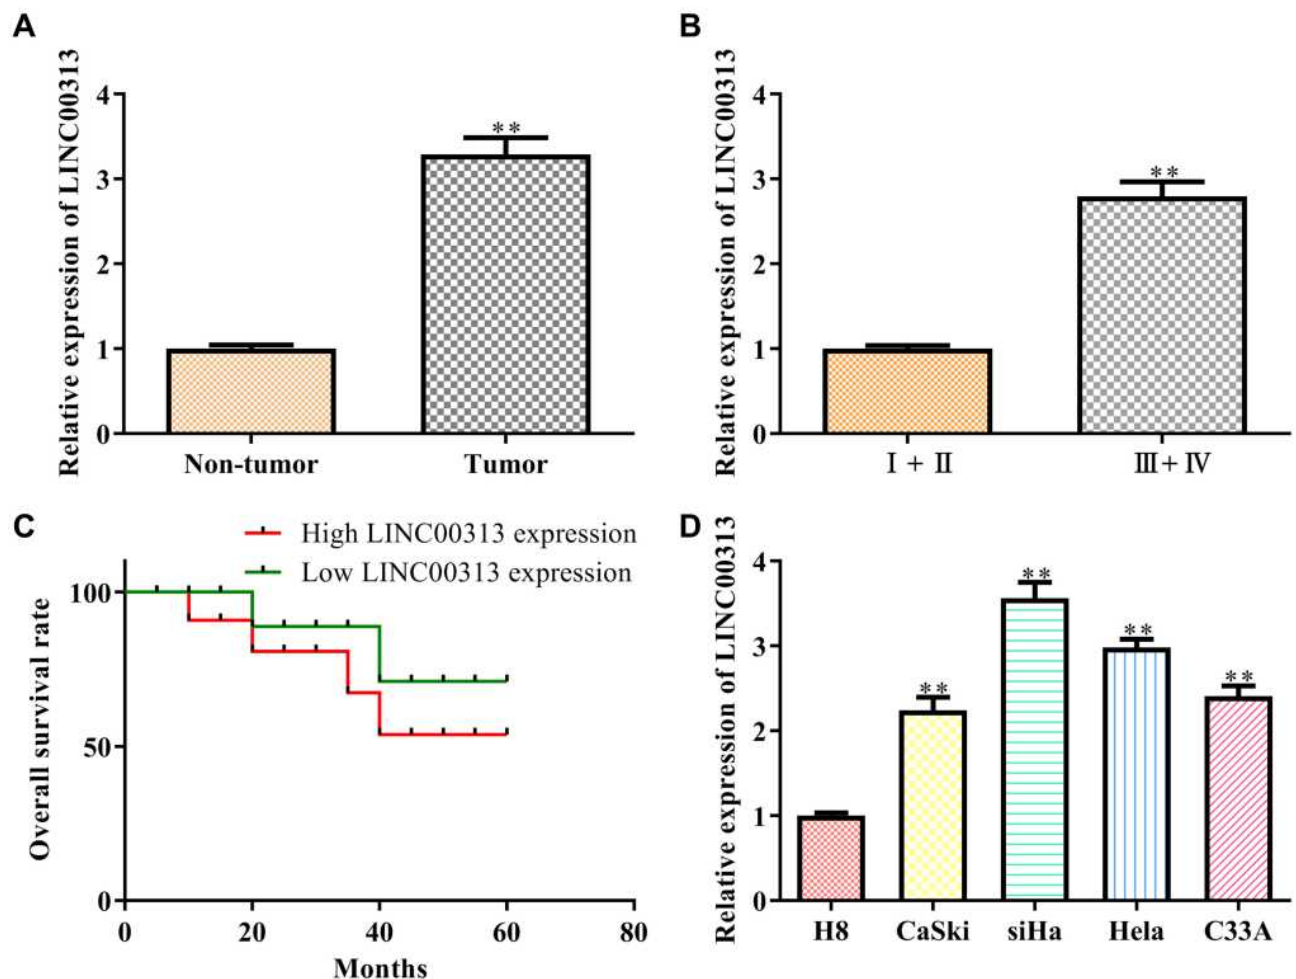 A
Relative expression of LINC00313
4
3
2
1
0
**
Non-tumor
Tumor
B
Relative expression of LINC00313
4
3
2
1
0
**
Ⅰ + Ⅱ
Ⅲ + Ⅳ
C
High LINC00313 expression
Low LINC00313 expression
Overall survival rate
100
50
0
0
20
40
60
80
Months
D
Relative expression of LINC00313
4
3
2
1
0
**
**
**
**
H8
CaSki
siHa
Hela
C33A